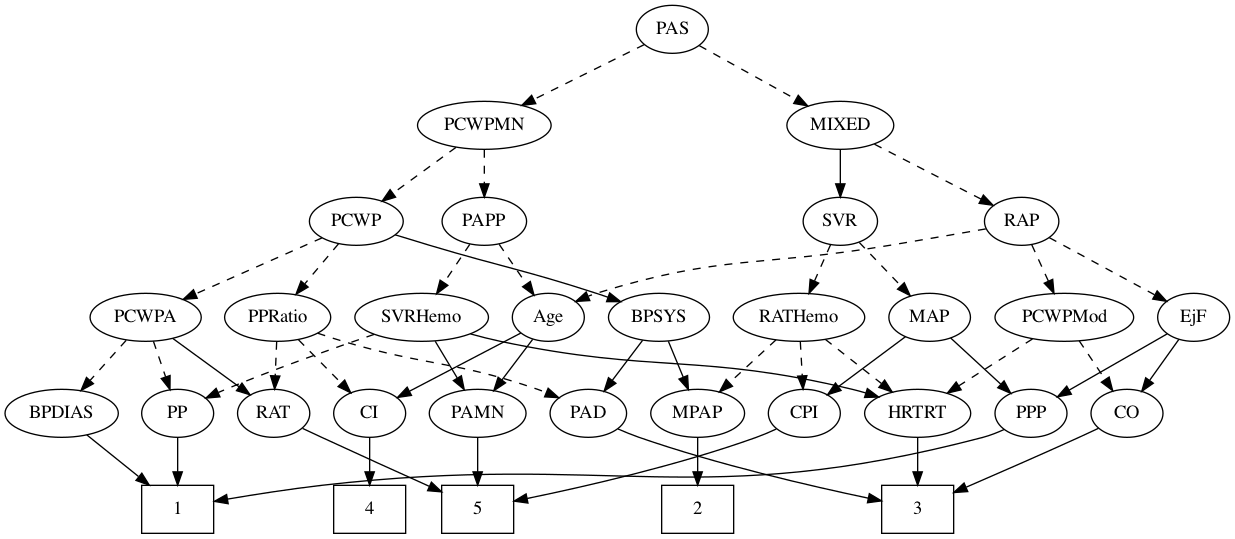 PAS
PCWPMN
MIXED
PCWP
PAPP
SVR
RAP
PCWPA
PPRatio
SVRHemo
Age
BPSYS
RATHemo
MAP
PCWPMod
EjF
BPDIAS
PP
RAT
CI
PAMN
PAD
MPAP
CPI
HRTRT
PPP
CO
1
4
5
2
3